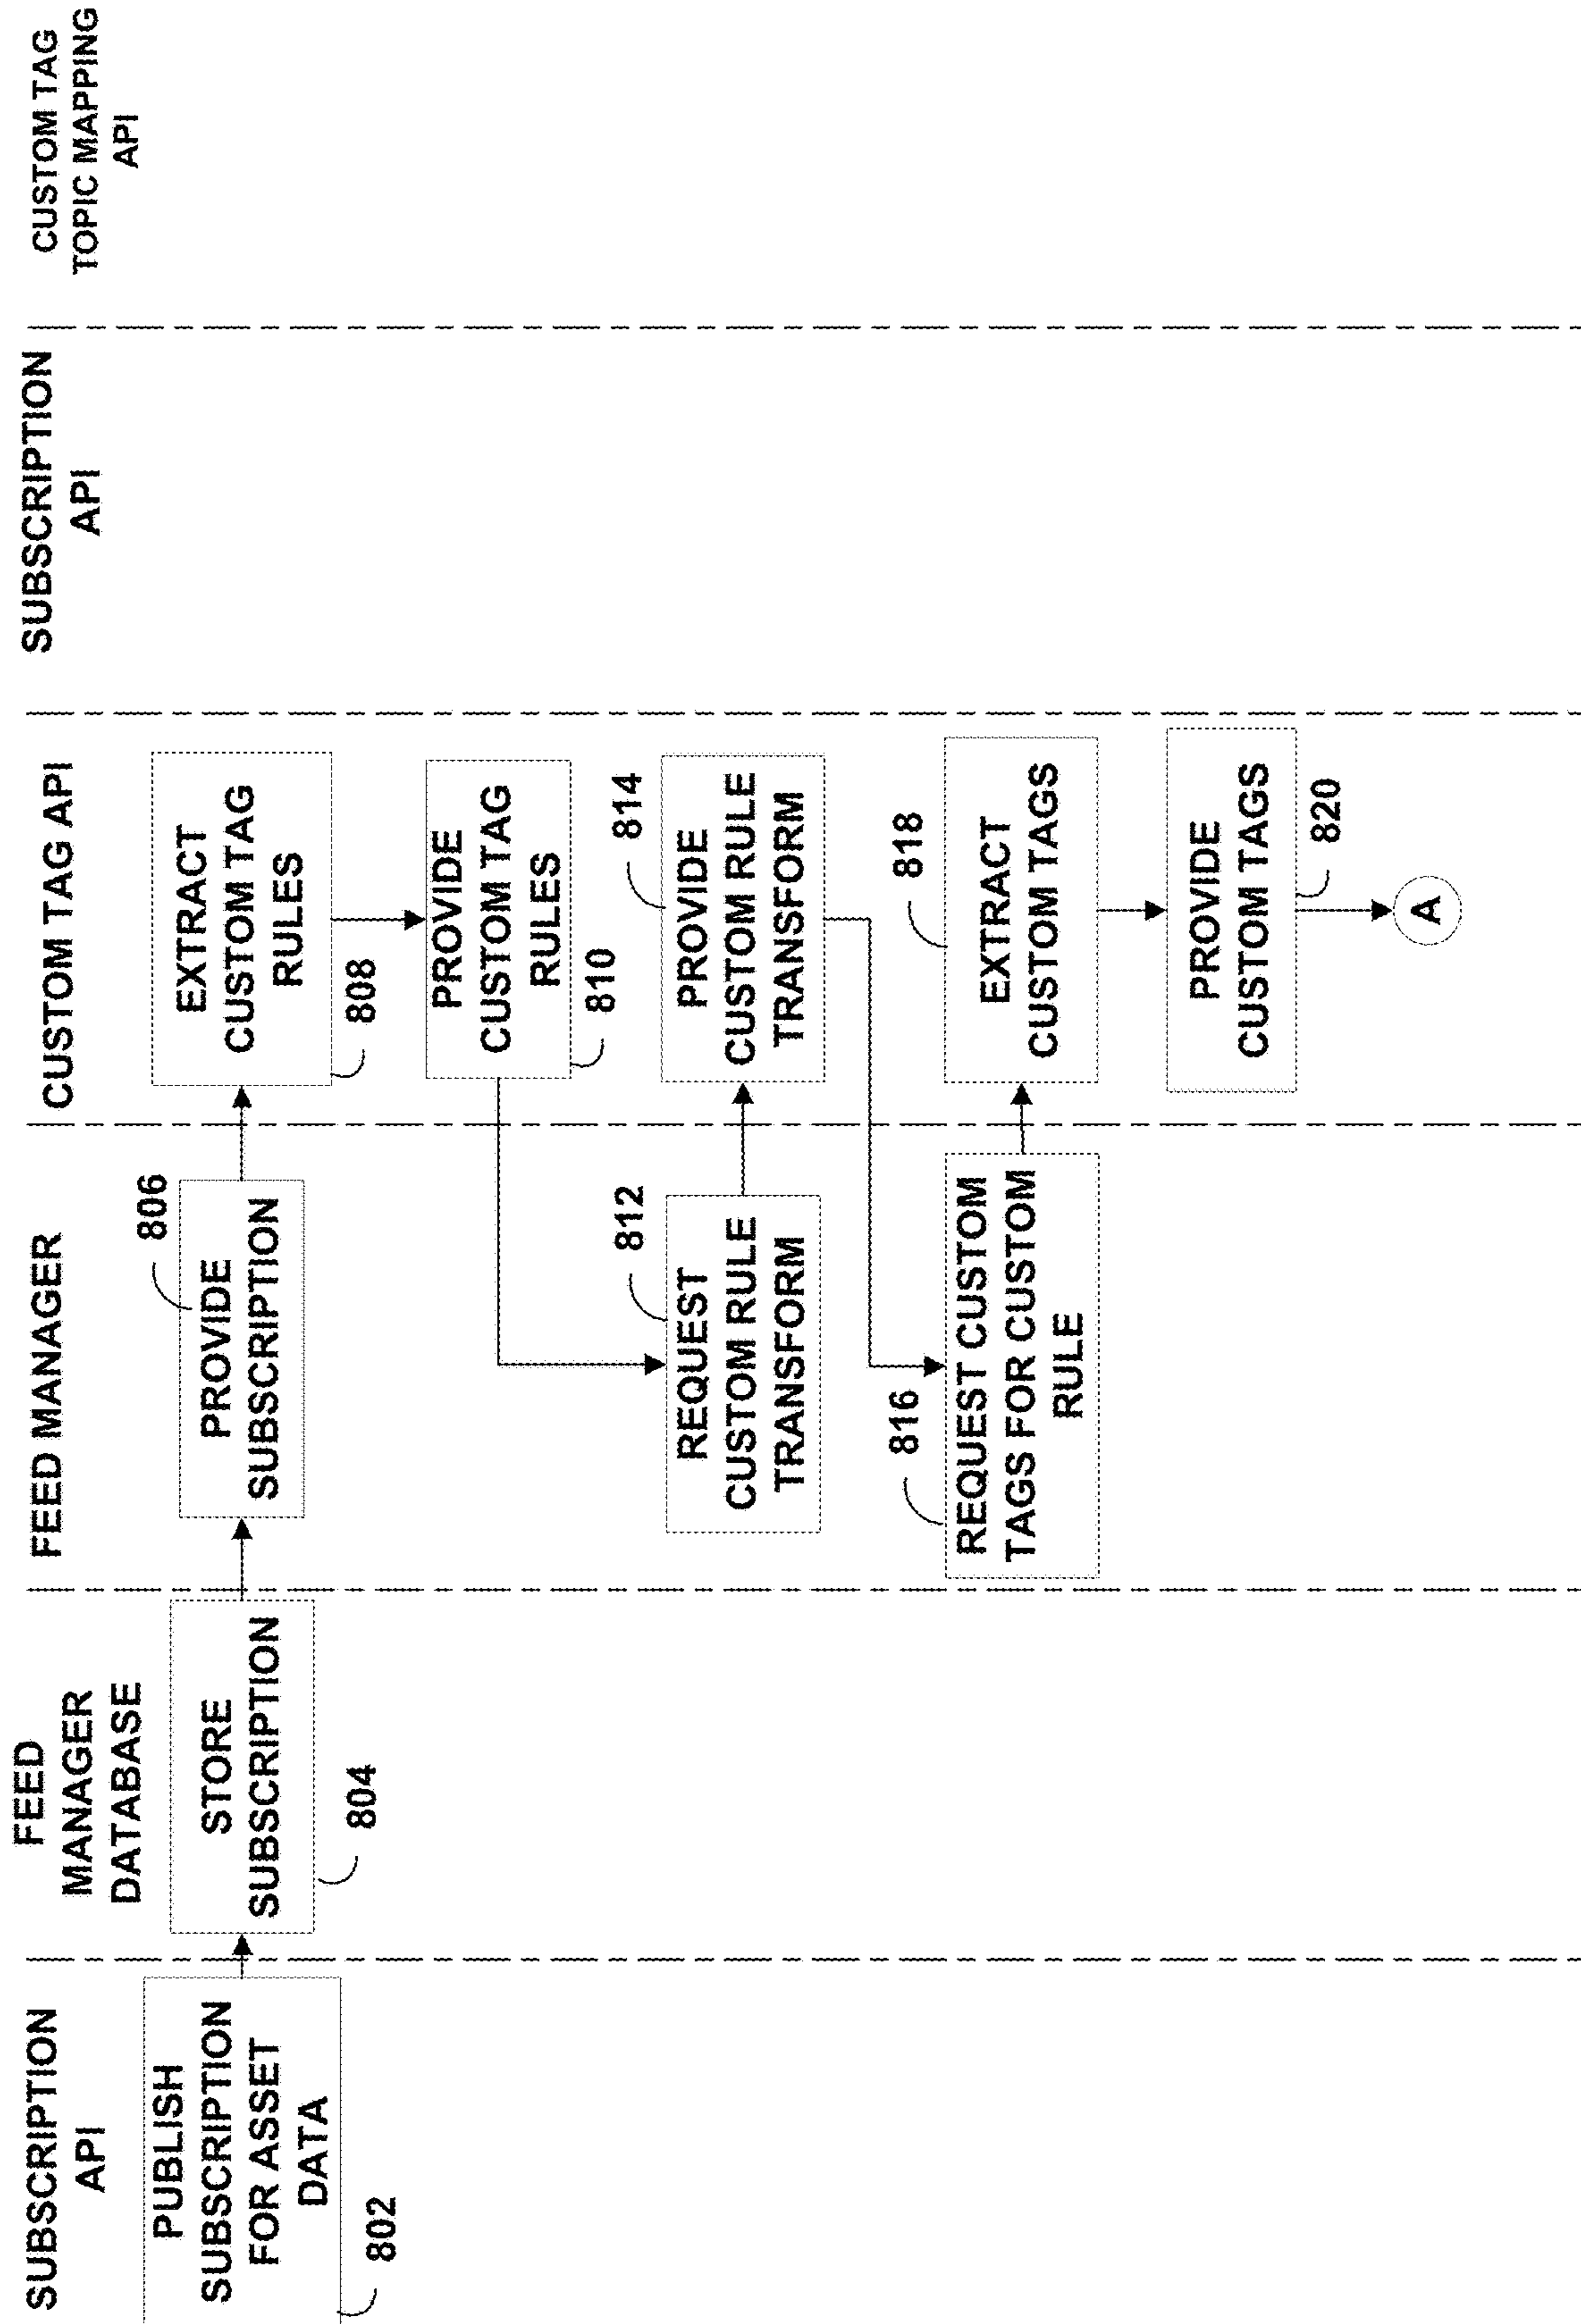 SUBSCRIPTION
API
FEED
MANAGER
DATABASE
FEED MANAGER
CUSTOM TAG API
SUBSCRIPTION
API
CUSTOM TAG
TOPIC MAPPING
API
PUBLISH
SUBSCRIPTION
FOR ASSET
DATA
802
STORE
SUBSCRIPTION
804
806
PROVIDE
SUBSCRIPTION
EXTRACT
CUSTOM TAG
RULES
808
PROVIDE
CUSTOM TAG
RULES
810
812
REQUEST
CUSTOM RULE
TRANSFORM
814
PROVIDE
CUSTOM RULE
TRANSFORM
816
REQUEST CUSTOM
TAGS FOR CUSTOM
RULE
818
EXTRACT
CUSTOM TAGS
PROVIDE
CUSTOM TAGS
820
A